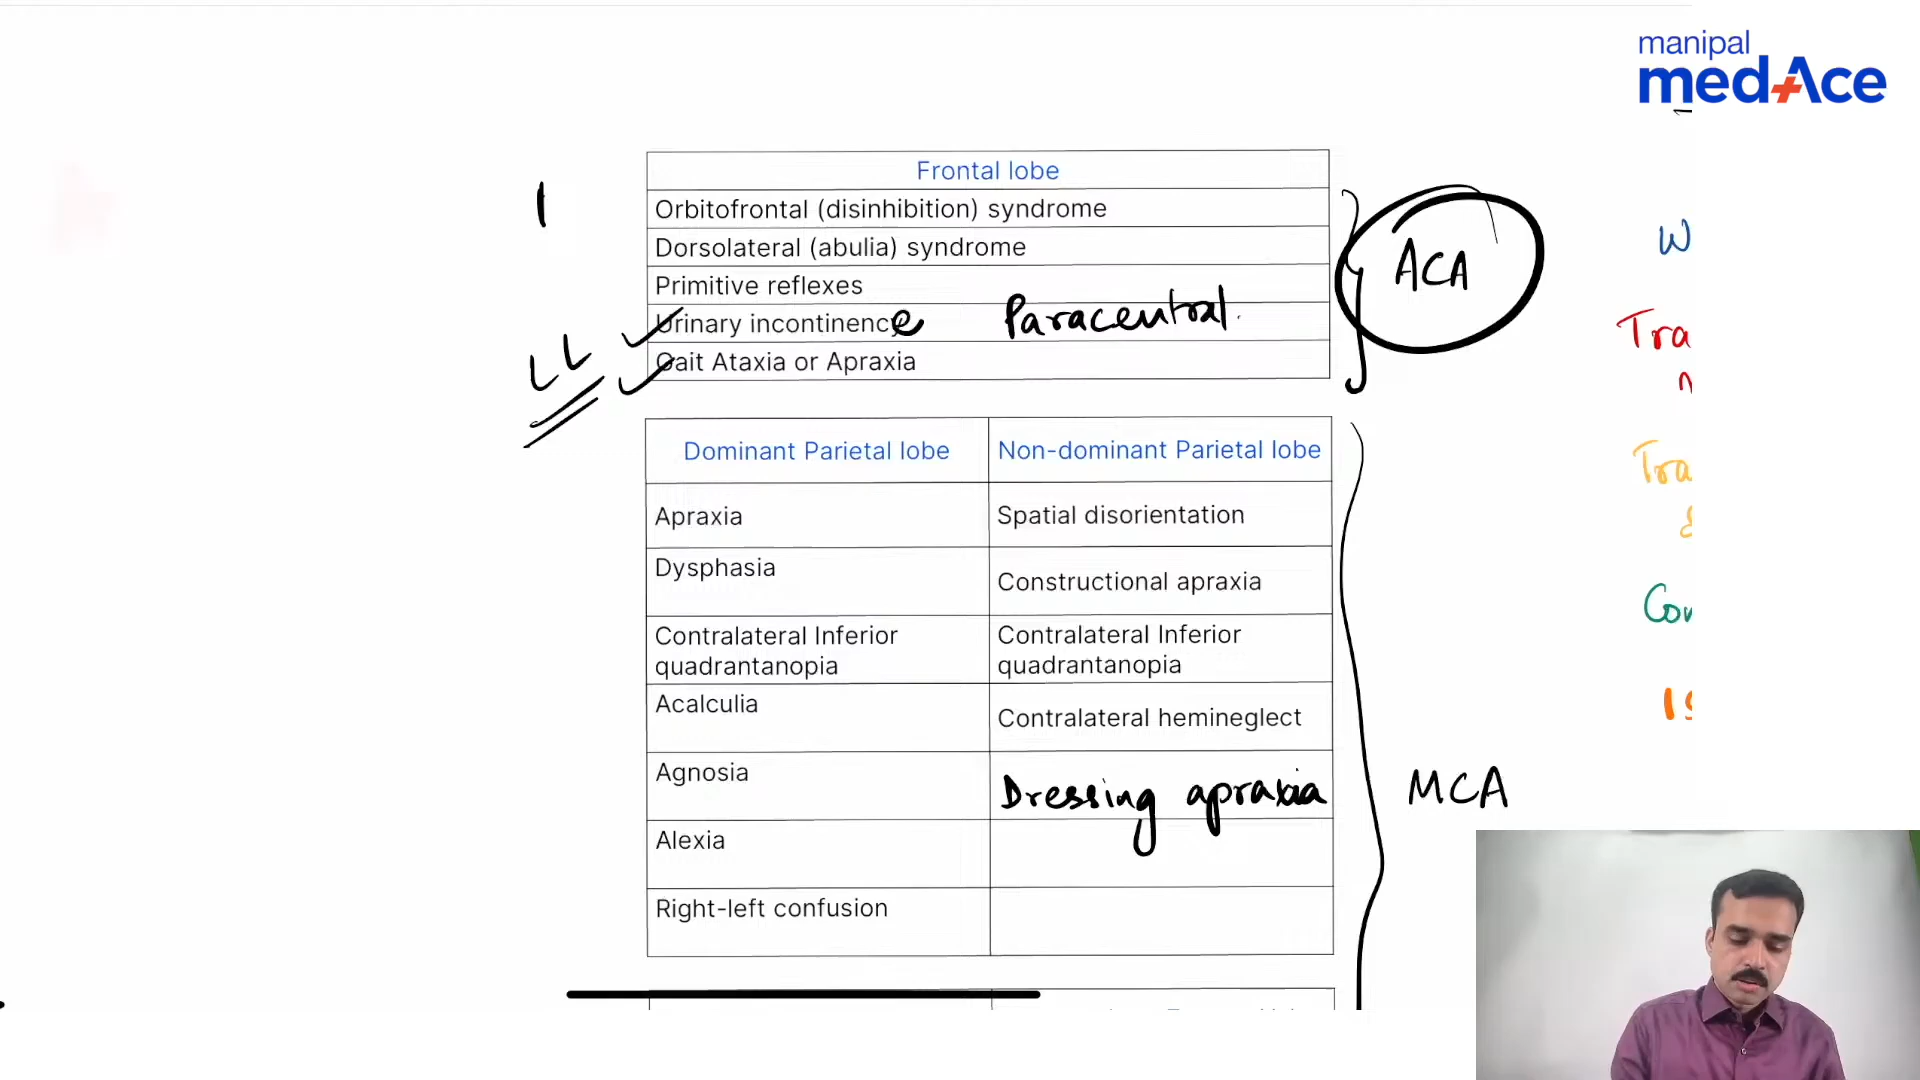 manipal
medAce
Frontal lobe
Orbitofrontal (disinhibition) syndrome
Dorsolateral (abulia) syndrome
Primitive reflexes
Urinary incontinence Paracentral
Gait Ataxia or Apraxia
LL
ACA
Dominant Parietal lobe Non-dominant Parietal lobe
Apraxia Spatial disorientation
Dysphasia Constructional apraxia
Contralateral Inferior quadrantanopia Contralateral Inferior quadrantanopia
Acalculia Contralateral hemineglect
Agnosia Dressing apraxia
Alexia
Right-left confusion
MCA
W
Tra
Tra